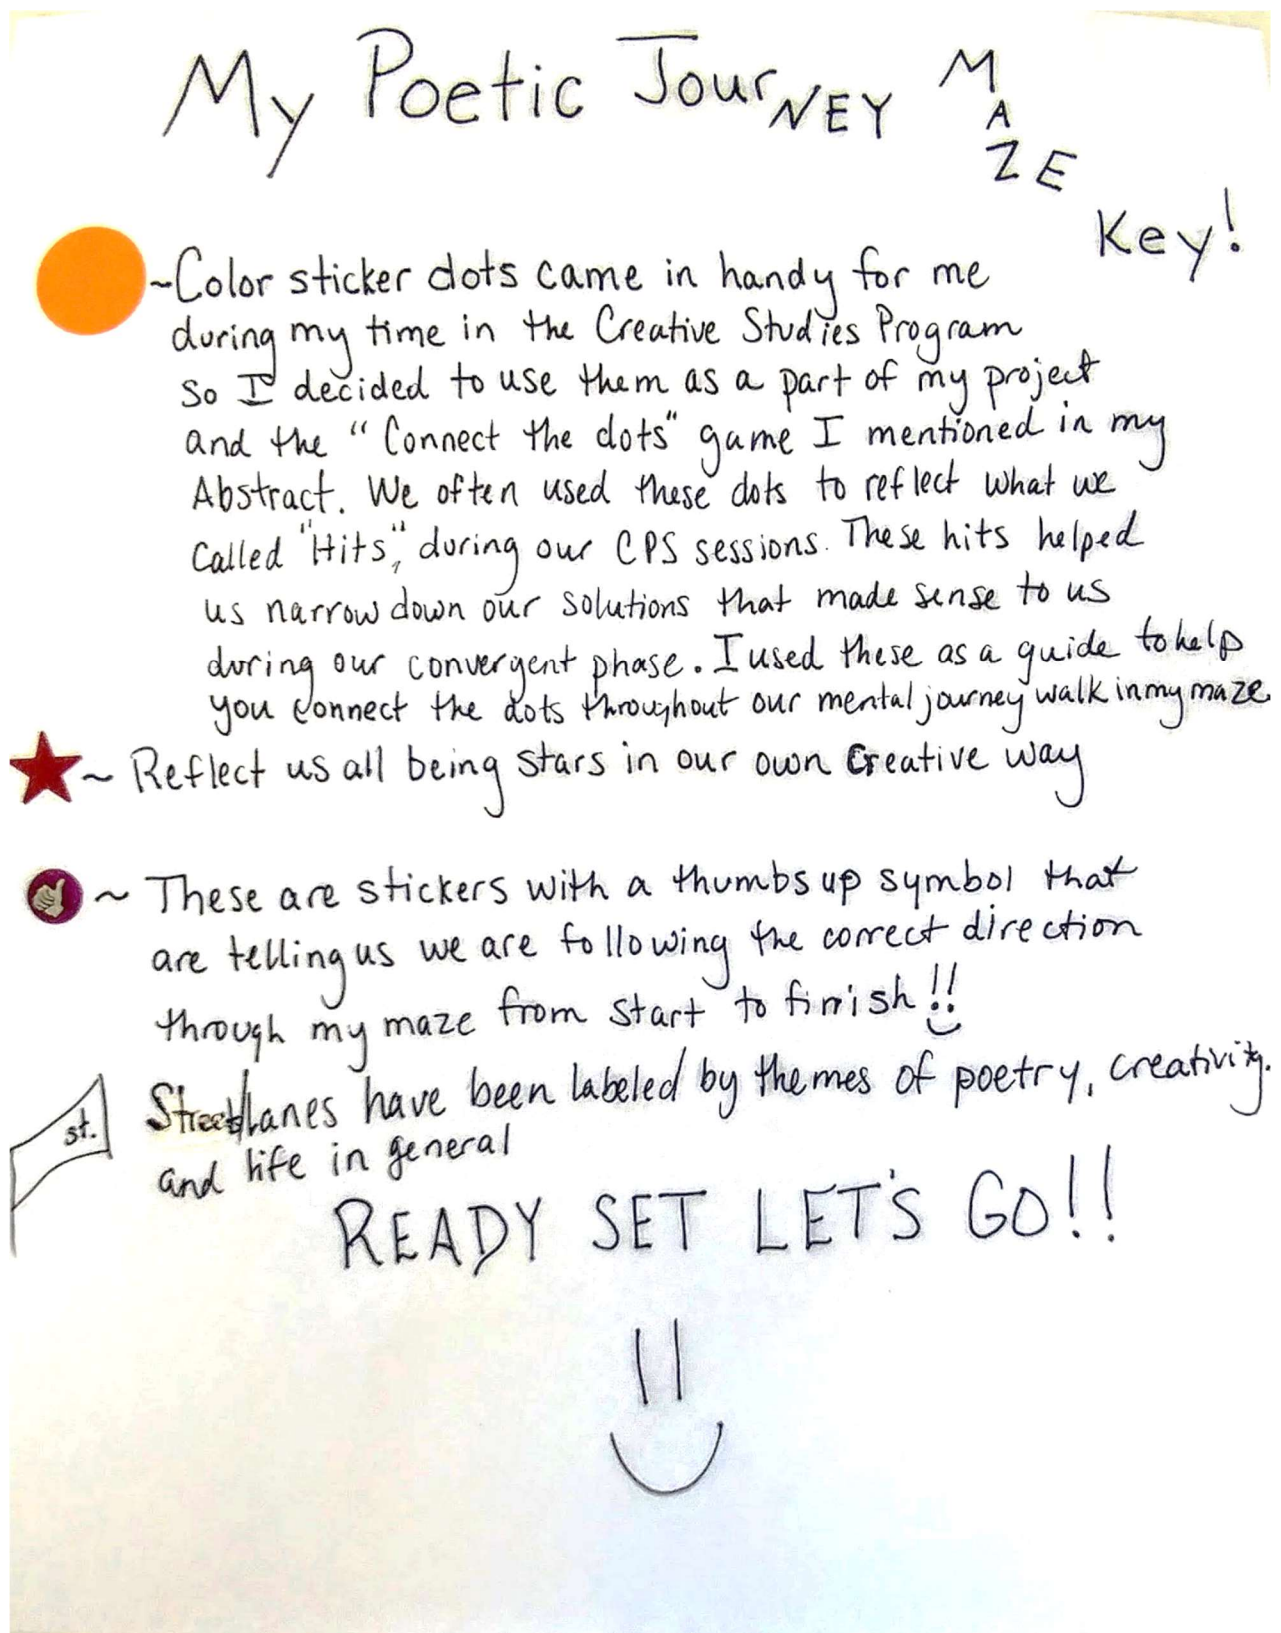 My Poetic JourNEY MAZE
Key!
~Color sticker dots came in handy for me
during my time in the Creative Studies Program
so I decided to use them as a part of my project
and the "Connect the dots" game I mentioned in my
Abstract. We often used these dots to reflect what we
called "Hits," during our CPS sessions. These hits helped
us narrow down our solutions that made sense to us
during our convergent phase. I used these as a guide to help
you connect the dots throughout our mental journey walk in my maze.
~ Reflect us all being stars in our own creative way
~ These are stickers with a thumbs up symbol that
are telling us we are following the correct direction
through my maze from start to finish!!
st. Street/lanes have been labeled by themes of poetry, creativity.
and life in general
READY SET LET'S GO!!